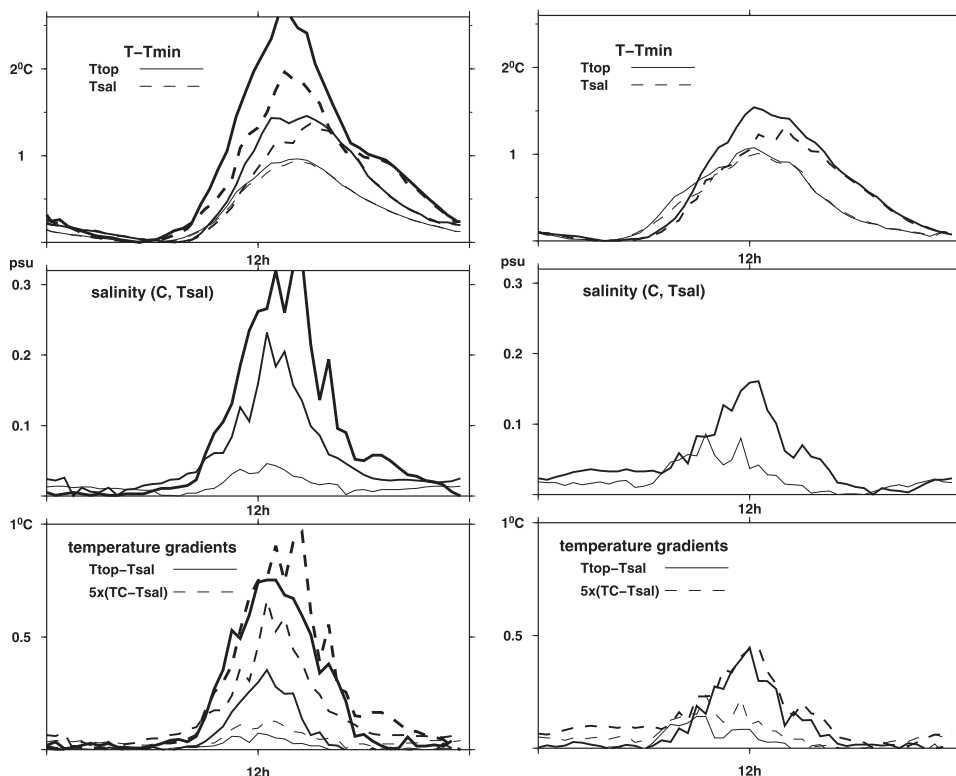 T–Tmin
2⁰C
Ttop
Tsal
1
12h
T–Tmin
2⁰C
Ttop
Tsal
1
12h
psu
0.3
salinity (C, Tsal)
0.2
0.1
12h
psu
0.3
salinity (C, Tsal)
0.2
0.1
12h
1⁰C
temperature gradients
Ttop–Tsal
5x(TC–Tsal)
0.5
12h
1⁰C
temperature gradients
Ttop–Tsal
5x(TC–Tsal)
0.5
12h